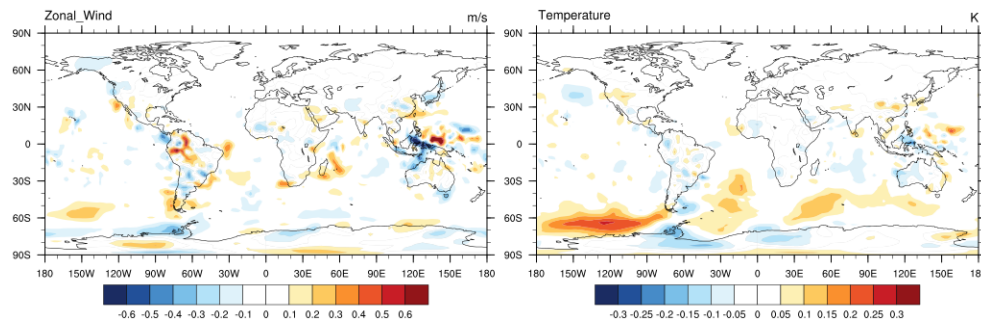 Zonal_Wind m/s
90N
60N
30N
0
30S
60S
90S
180 150W 120W 90W 60W 30W 0 30E 60E 90E 120E 150E 180
-0.6 -0.5 -0.4 -0.3 -0.2 -0.1 0 0.1 0.2 0.3 0.4 0.5 0.6
Temperature K
90N
60N
30N
0
30S
60S
90S
180 150W 120W 90W 60W 30W 0 30E 60E 90E 120E 150E 18
-0.3 -0.25 -0.2 -0.15 -0.1 -0.05 0 0.05 0.1 0.15 0.2 0.25 0.3